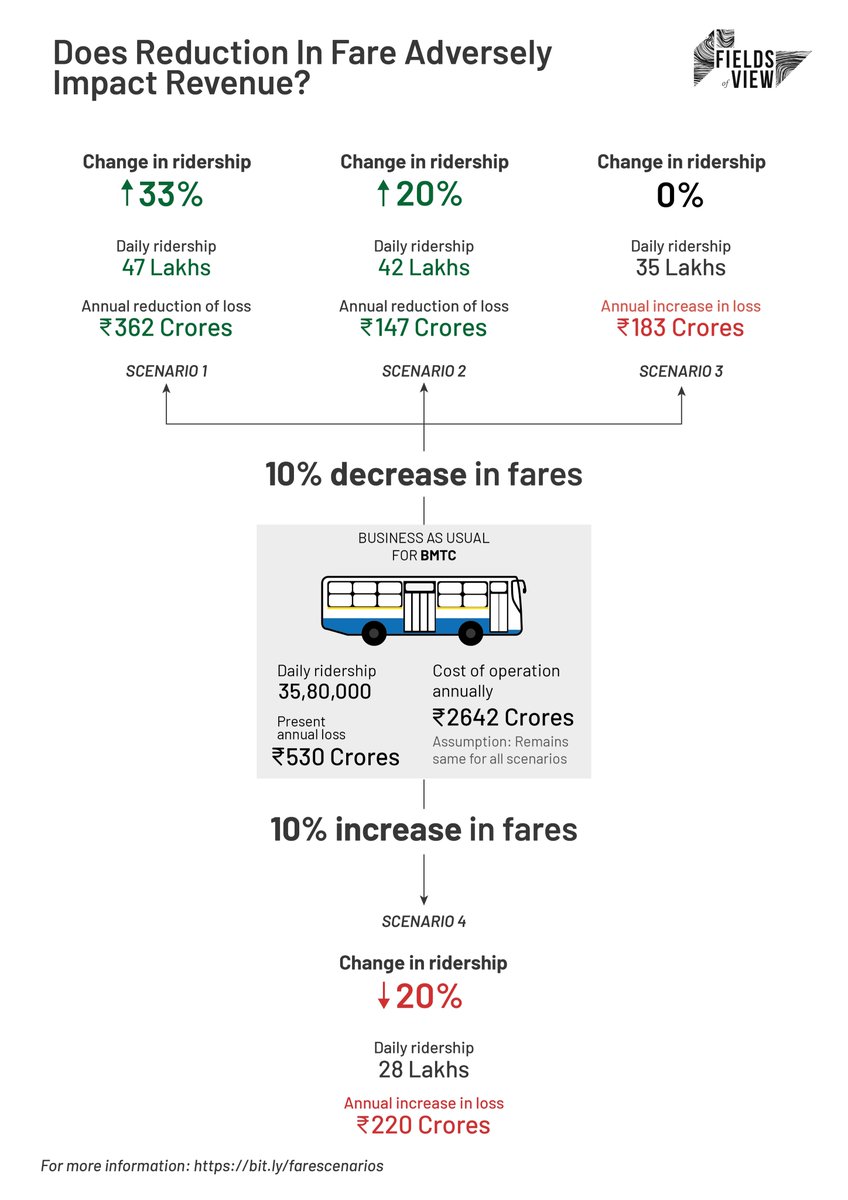 Does Reduction In Fare Adversely
Impact Revenue?
FIELDS
of VIEW
Change in ridership
↑33%
Daily ridership
47 Lakhs
Annual reduction of loss
₹362 Crores
SCENARIO 1
Change in ridership
↑20%
Daily ridership
42 Lakhs
Annual reduction of loss
₹147 Crores
SCENARIO 2
Change in ridership
0%
Daily ridership
35 Lakhs
Annual increase in loss
₹183 Crores
SCENARIO 3
10% decrease in fares
BUSINESS AS USUAL
FOR BMTC
Daily ridership
35,80,000
Present
annual loss
₹530 Crores
Cost of operation
annually
₹2642 Crores
Assumption: Remains
same for all scenarios
10% increase in fares
SCENARIO 4
Change in ridership
↓20%
Daily ridership
28 Lakhs
Annual increase in loss
₹220 Crores
For more information: https://bit.ly/farescenarios